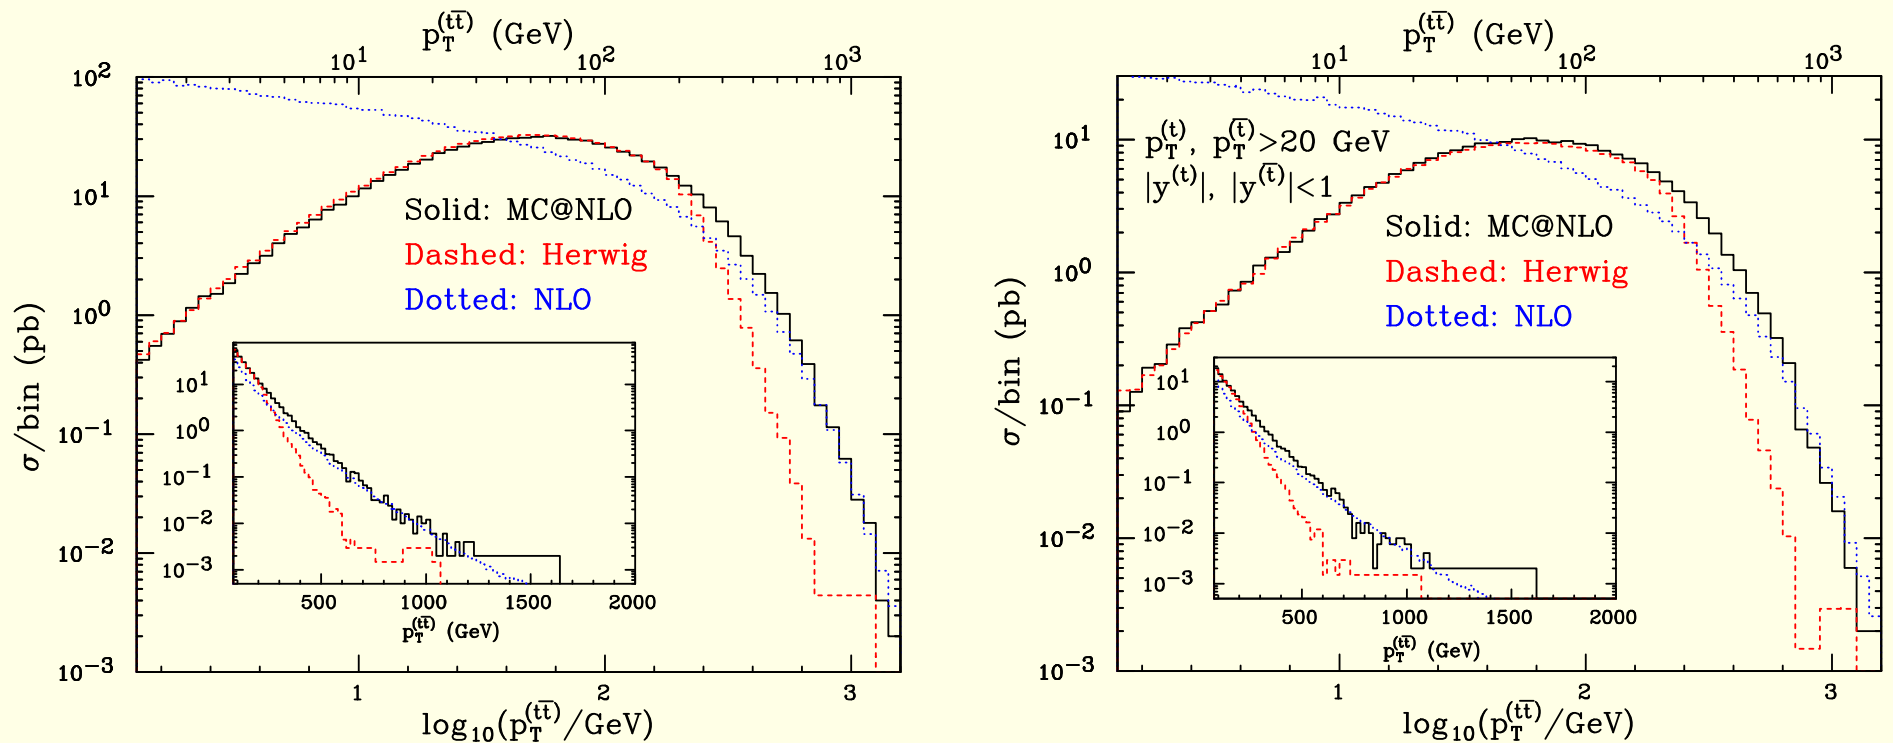 p_T^(tt̅) (GeV)
10^1 10^2 10^3
10^2
10^1
10^0
10^-1
10^-2
10^-3
σ/bin (pb)
Solid: MC@NLO
Dashed: Herwig
Dotted: NLO
10^1
10^0
10^-1
10^-2
10^-3
500 1000 1500 2000
p_T^(tt̅) (GeV)
1 2 3
log_10(p_T^(tt̅)/GeV)
p_T^(tt̅) (GeV)
10^1 10^2 10^3
10^1
10^0
10^-1
10^-2
10^-3
σ/bin (pb)
p_T^(t), p_T^(t̅)>20 GeV
|y^(t)|, |y^(t̅)|<1
Solid: MC@NLO
Dashed: Herwig
Dotted: NLO
10^1
10^0
10^-1
10^-2
10^-3
500 1000 1500 2000
p_T^(tt̅) (GeV)
1 2 3
log_10(p_T^(tt̅)/GeV)